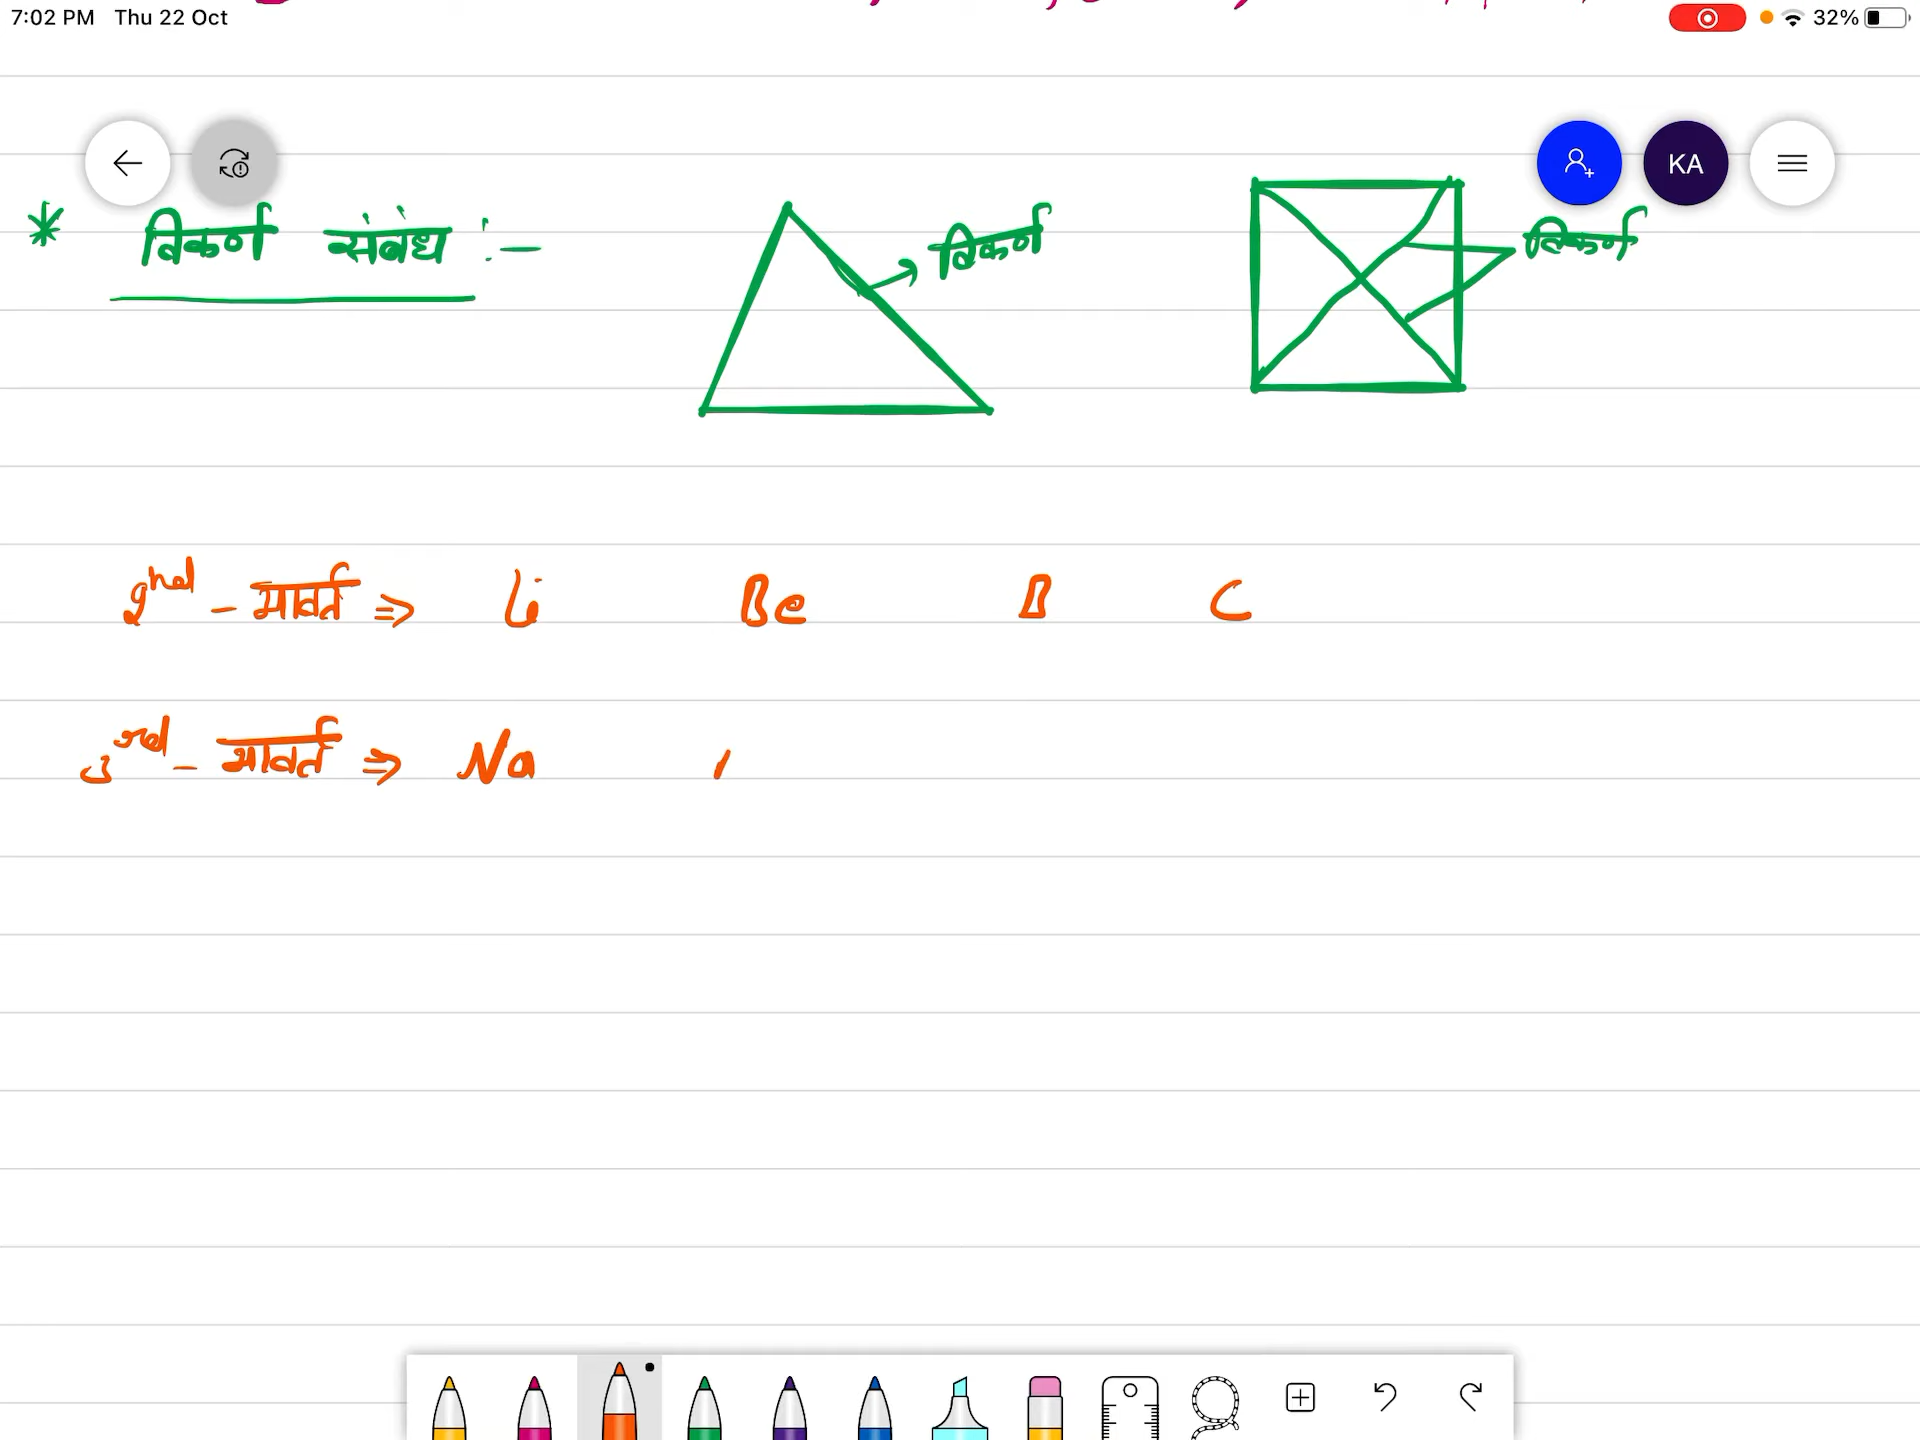 7:02 PM Thu 22 Oct 32%
KA
* विकर्ण संबंध :-
विकर्ण
विकर्ण
2nd - आवर्त ⇒ Li Be B C
3rd - आवर्त ⇒ Na